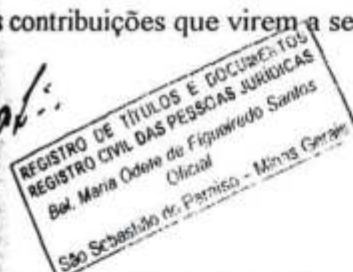 s contribuições que virem a se
REGISTRO DE TÍTULOS E DOCUMENTOS
REGISTRO CIVIL DAS PESSOAS JURÍDICAS
Bel. Maria Odete de Figueiredo Santos
Oficial
São Sebastião do Paraíso - Minas Gerais